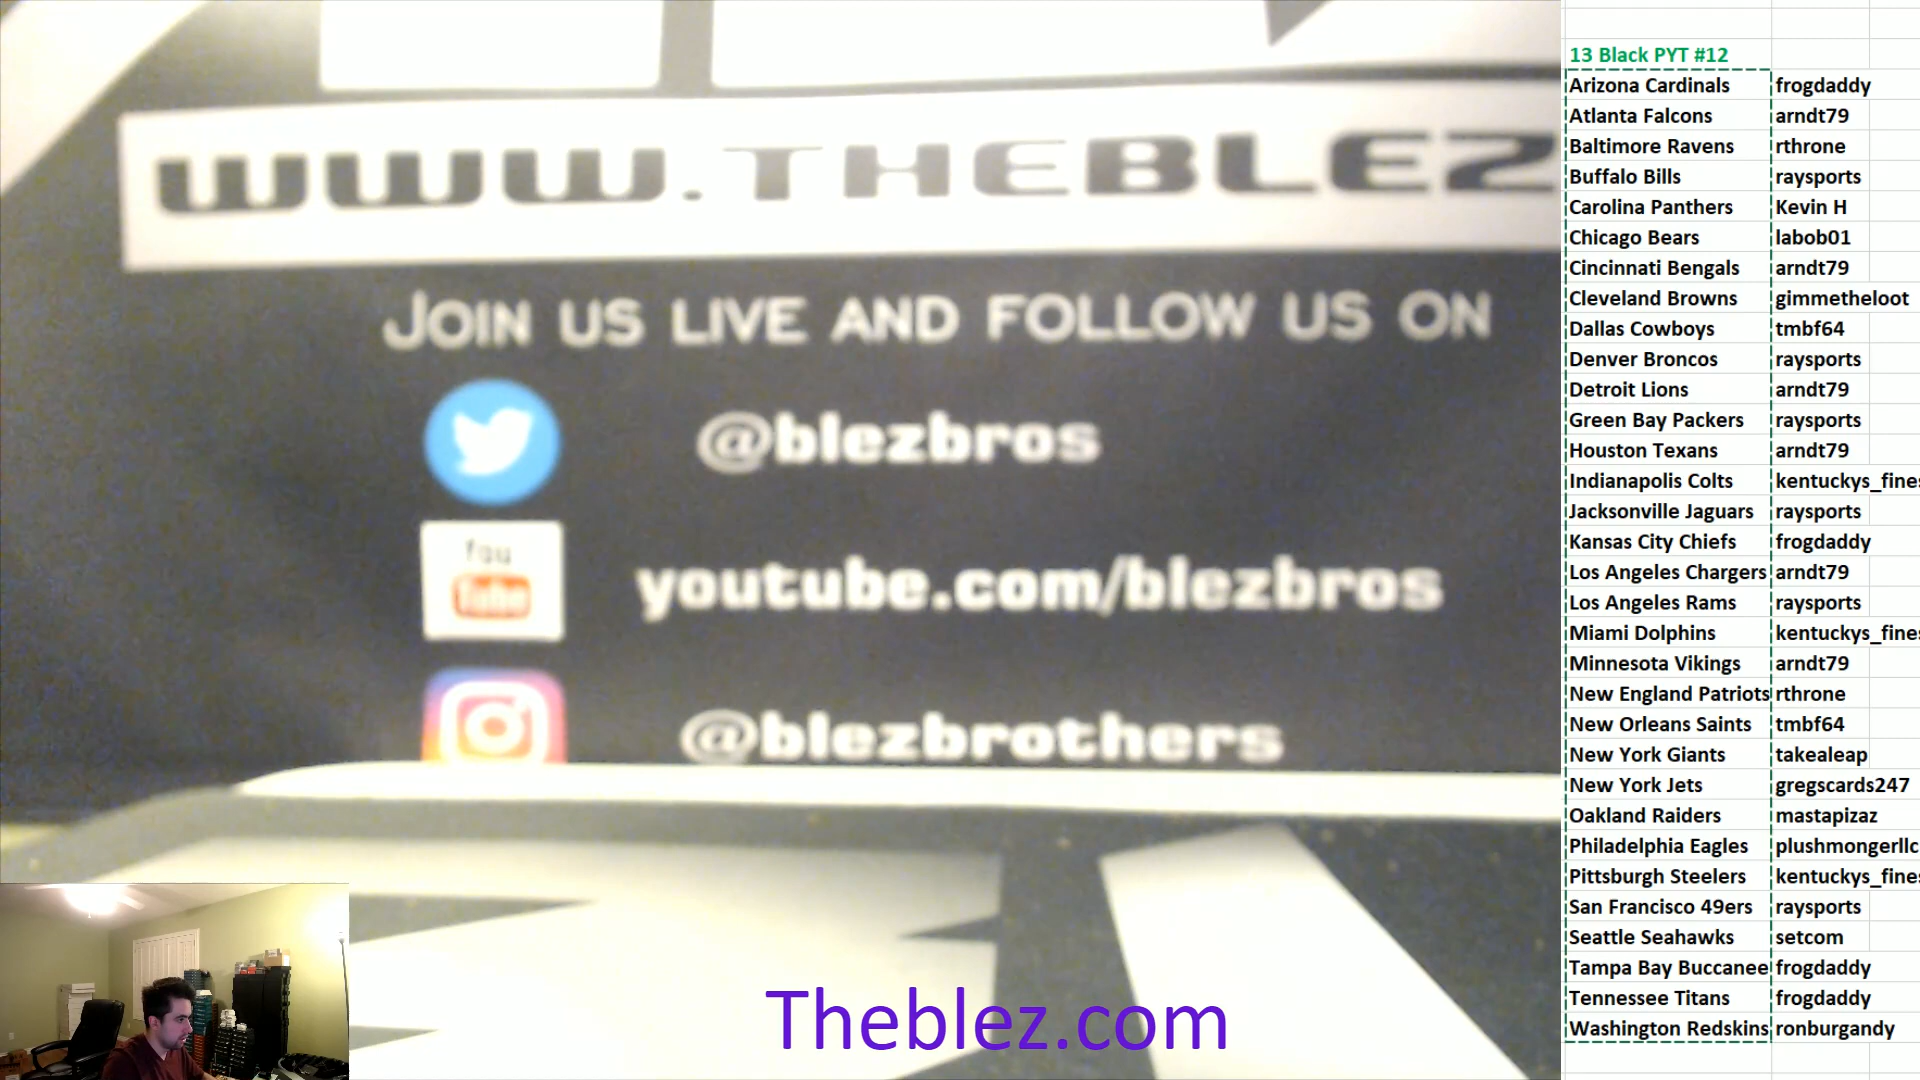 WWW.THEBLEZ
JOIN US LIVE AND FOLLOW US ON
@blezbros
You
Tube
youtube.com/blezbros
@blezbrothers
Theblez.com
13 Black PYT #12
Arizona Cardinals frogdaddy
Atlanta Falcons arndt79
Baltimore Ravens rthrone
Buffalo Bills raysports
Carolina Panthers Kevin H
Chicago Bears labob01
Cincinnati Bengals arndt79
Cleveland Browns gimmetheloot
Dallas Cowboys tmbf64
Denver Broncos raysports
Detroit Lions arndt79
Green Bay Packers raysports
Houston Texans arndt79
Indianapolis Colts kentuckys_fines
Jacksonville Jaguars raysports
Kansas City Chiefs frogdaddy
Los Angeles Chargers arndt79
Los Angeles Rams raysports
Miami Dolphins kentuckys_fines
Minnesota Vikings arndt79
New England Patriots rthrone
New Orleans Saints tmbf64
New York Giants takealeap
New York Jets gregscards247
Oakland Raiders mastapizaz
Philadelphia Eagles plushmongerllc
Pittsburgh Steelers kentuckys_fines
San Francisco 49ers raysports
Seattle Seahawks setcom
Tampa Bay Buccanee frogdaddy
Tennessee Titans frogdaddy
Washington Redskins ronburgandy